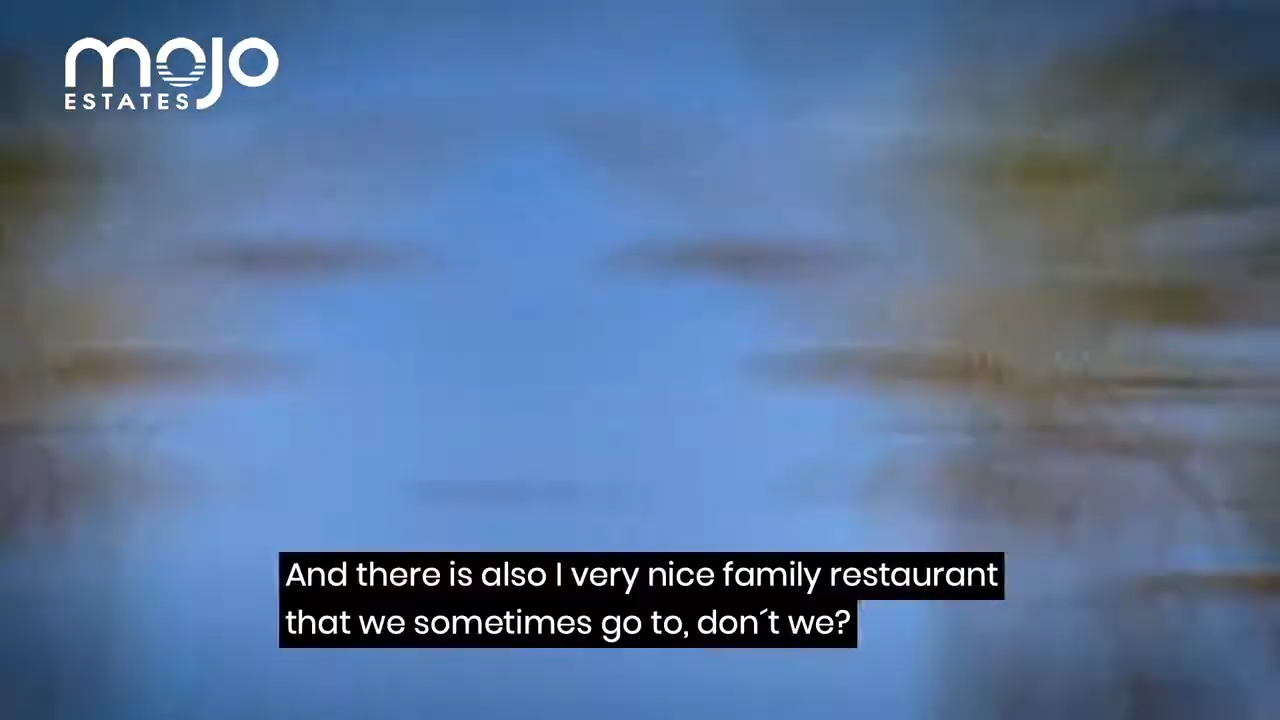 mojo
ESTATES
And there is also I very nice family restaurant
that we sometimes go to, don´t we?